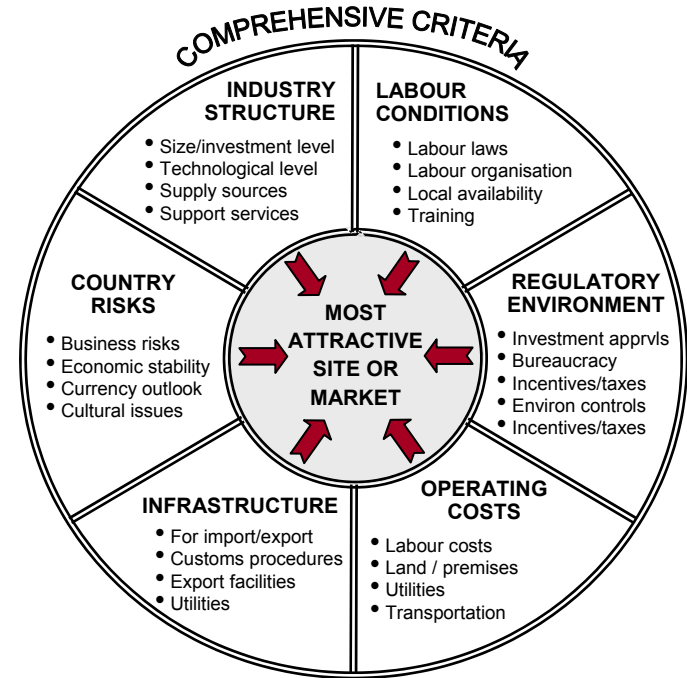 COMPREHENSIVE CRITERIA
INDUSTRY
STRUCTURE
• Size/investment level
• Technological level
• Supply sources
• Support services
LABOUR
CONDITIONS
• Labour laws
• Labour organisation
• Local availability
• Training
COUNTRY
RISKS
• Business risks
• Economic stability
• Currency outlook
• Cultural issues
MOST
ATTRACTIVE
SITE OR
MARKET
REGULATORY
ENVIRONMENT
• Investment apprvls
• Bureaucracy
• Incentives/taxes
• Environ controls
• Incentives/taxes
INFRASTRUCTURE
• For import/export
• Customs procedures
• Export facilities
• Utilities
OPERATING
COSTS
• Labour costs
• Land / premises
• Utilities
• Transportation